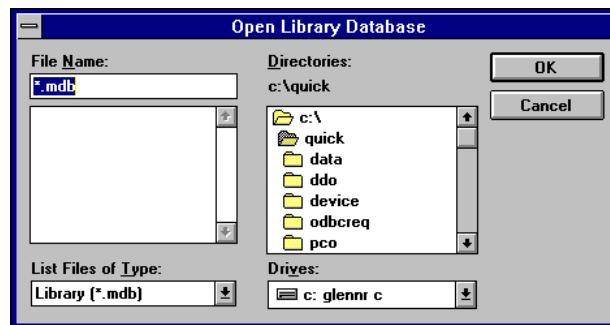 Open Library Database
File Name:
*.mdb
Directories:
c:\quick
c:\
quick
data
ddo
device
odbcreq
pco
OK
Cancel
List Files of Type:
Library (*.mdb)
Drives:
c: glennr c